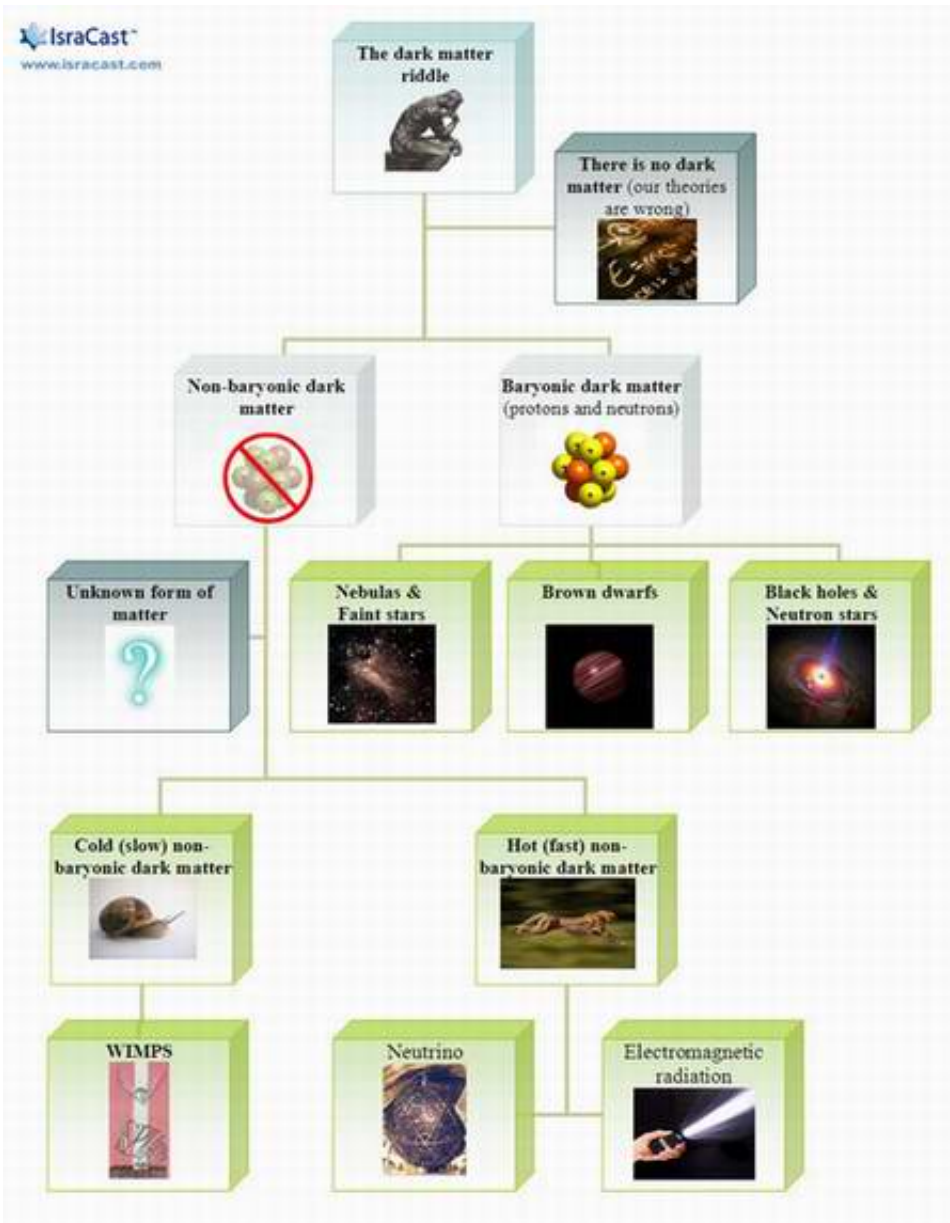 IsraCast™
www.isracast.com
The dark matter
riddle
There is no dark
matter (our theories
are wrong)
Non-baryonic dark
matter
Baryonic dark matter
(protons and neutrons)
Unknown form of
matter
?
Nebulas &
Faint stars
Brown dwarfs
Black holes &
Neutron stars
Cold (slow) non-
baryonic dark matter
Hot (fast) non-
baryonic dark matter
WIMPS
Neutrino
Electromagnetic
radiation